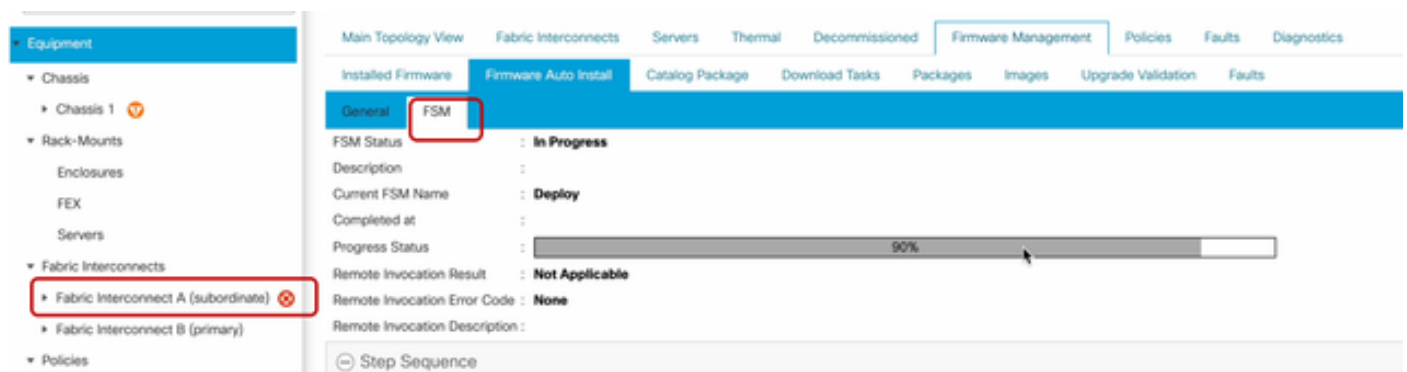 Equipment
Chassis
Chassis 1
Rack-Mounts
Enclosures
FEX
Servers
Fabric Interconnects
Fabric Interconnect A (subordinate)
Fabric Interconnect B (primary)
Policies
Main Topology View Fabric Interconnects Servers Thermal Decommissioned Firmware Management Policies Faults Diagnostics
Installed Firmware Firmware Auto Install Catalog Package Download Tasks Packages Images Upgrade Validation Faults
General FSM
FSM Status : In Progress
Description :
Current FSM Name : Deploy
Completed at :
Progress Status : 90%
Remote Invocation Result : Not Applicable
Remote Invocation Error Code : None
Remote Invocation Description :
Step Sequence